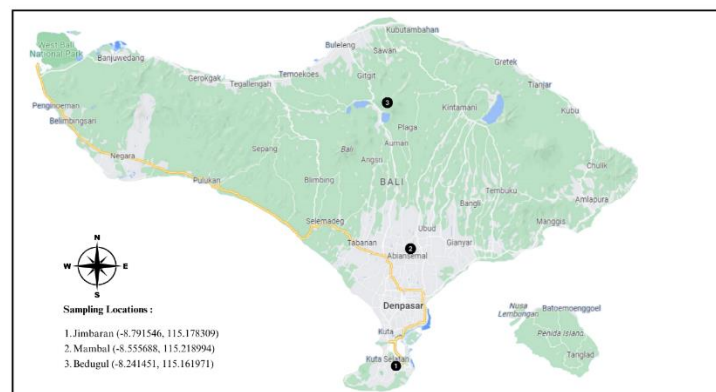 Kubutambahan
West Bali
National Park
Buleleng
Sawan
Banjuwedang
Temoekoes
Gretek
Gerokgak
Tegallengah
Gitgit
Tianjar
3
Penginoeman
Kintamani
Kubu
Belimbingsari
Plaga
Auman
Sepang
Bali
Negara
Angsri
Chulik
Pulukan
Blimbing
BALI
Tembuku
Amlapura
Bangli
Selemadeg
Ubud
Manggis
Tabanan
2
Gianyar
Abiansemal
N
W E
S
Denpasar
Nusa
Lembongan
Batoemoenggoel
Sampling Locations :
Kuta
Penida Island
1. Jimbaran (-8.791546, 115.178309)
2. Mambal (-8.555688, 115.218994)
Kuta Selatan
Tanglad
3. Bedugul (-8.241451, 115.161971)
1